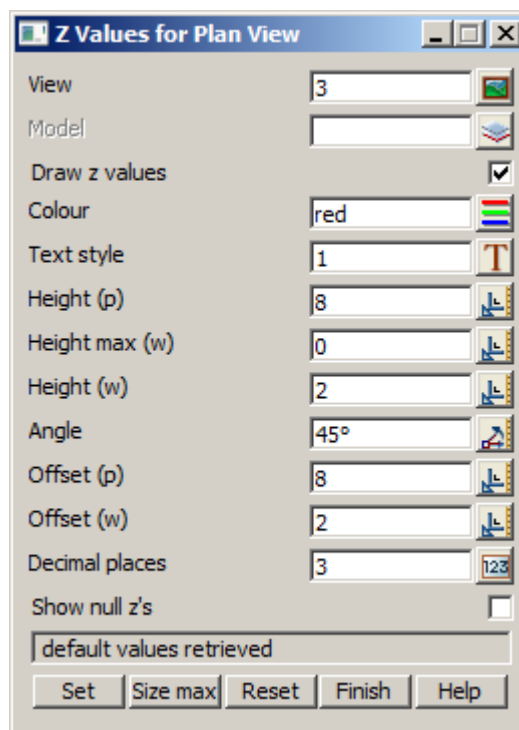 Z Values for Plan View
View 3
Model
Draw z values
Colour red
Text style 1 T
Height (p) 8
Height max (w) 0
Height (w) 2
Angle 45°
Offset (p) 8
Offset (w) 2
Decimal places 3 123
Show null z's
default values retrieved
Set Size max Reset Finish Help